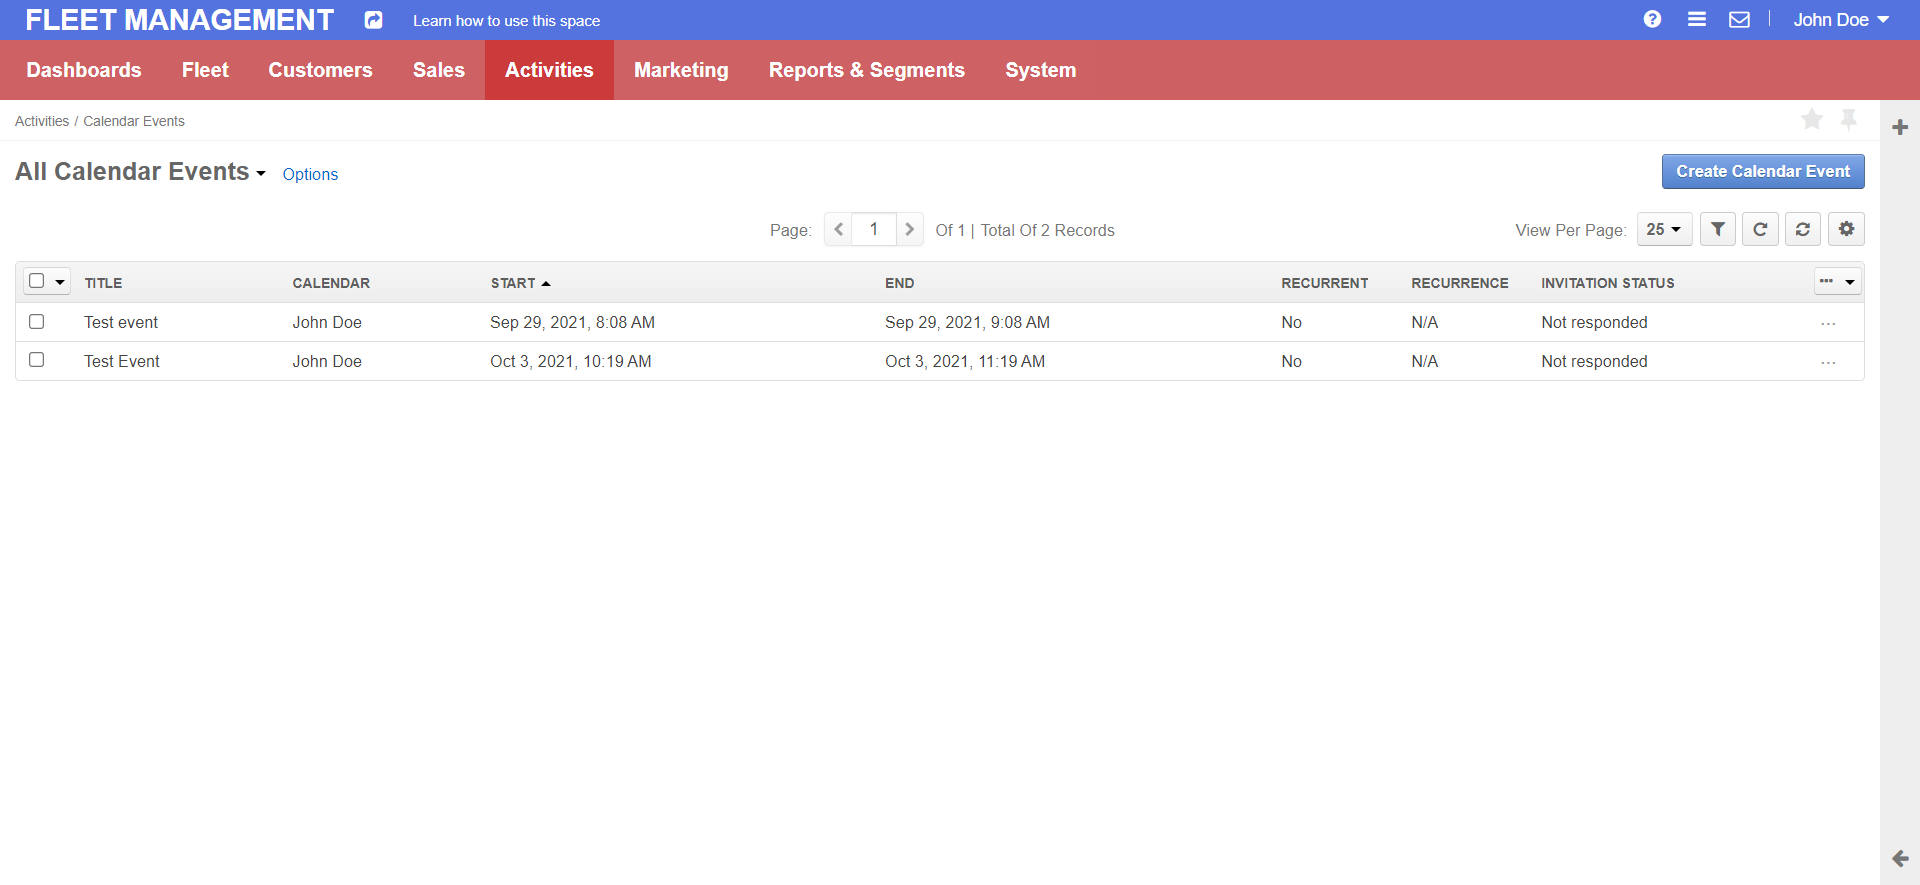 FLEET MANAGEMENT Learn how to use this space John Doe
Dashboards Fleet Customers Sales Activities Marketing Reports & Segments System
Activities / Calendar Events
All Calendar Events Options Create Calendar Event
Page: 1 Of 1 | Total Of 2 Records View Per Page: 25
TITLE CALENDAR START END RECURRENT RECURRENCE INVITATION STATUS
Test event John Doe Sep 29, 2021, 8:08 AM Sep 29, 2021, 9:08 AM No N/A Not responded
Test Event John Doe Oct 3, 2021, 10:19 AM Oct 3, 2021, 11:19 AM No N/A Not responded